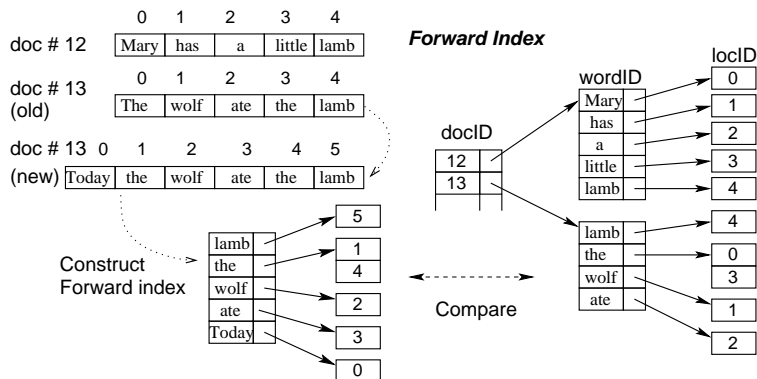 0 1 2 3 4
doc # 12 Mary has a little lamb
0 1 2 3 4
doc # 13 The wolf ate the lamb
(old)
doc # 13 0 1 2 3 4 5
(new) Today the wolf ate the lamb
lamb 5
the 1
4
wolf 2
ate 3
Today 0
Construct
Forward index
Compare
Forward Index
docID
12
13
wordID
locID
Mary 0
has 1
a 2
little 3
lamb 4
lamb 4
the 0
3
wolf 1
ate 2